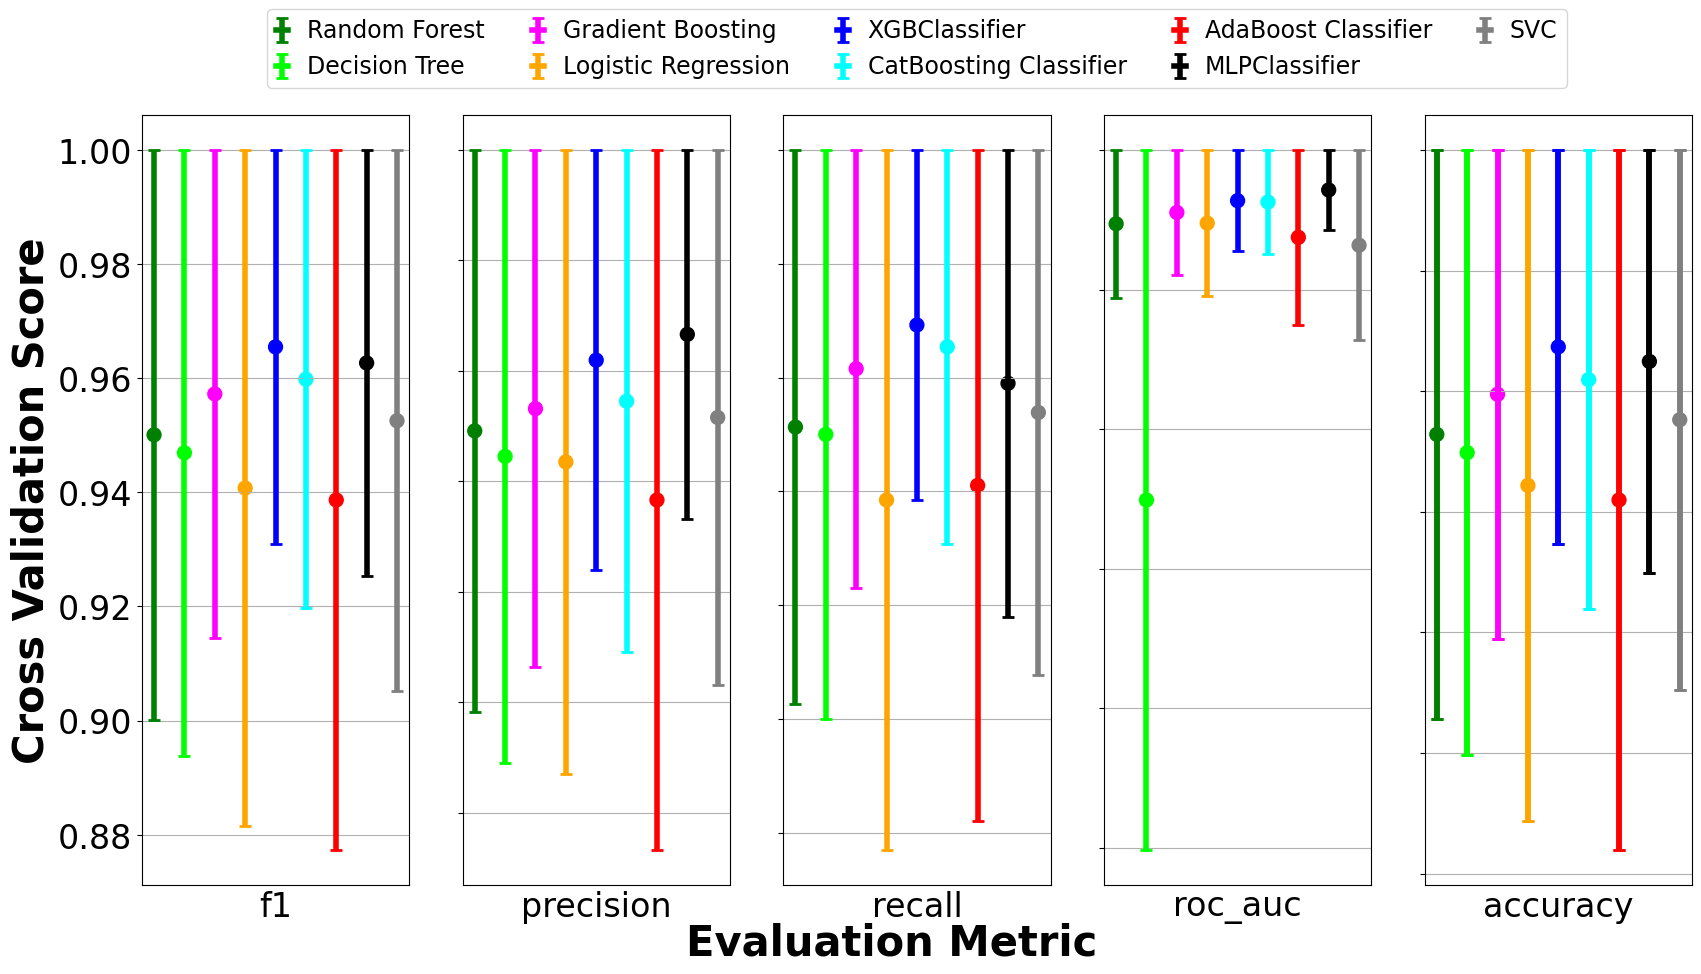 Random Forest
Decision Tree
Gradient Boosting
Logistic Regression
XGBClassifier
CatBoosting Classifier
AdaBoost Classifier
MLPClassifier
SVC
Cross Validation Score
1.00
0.98
0.96
0.94
0.92
0.90
0.88
f1
precision
recall
roc_auc
accuracy
Evaluation Metric